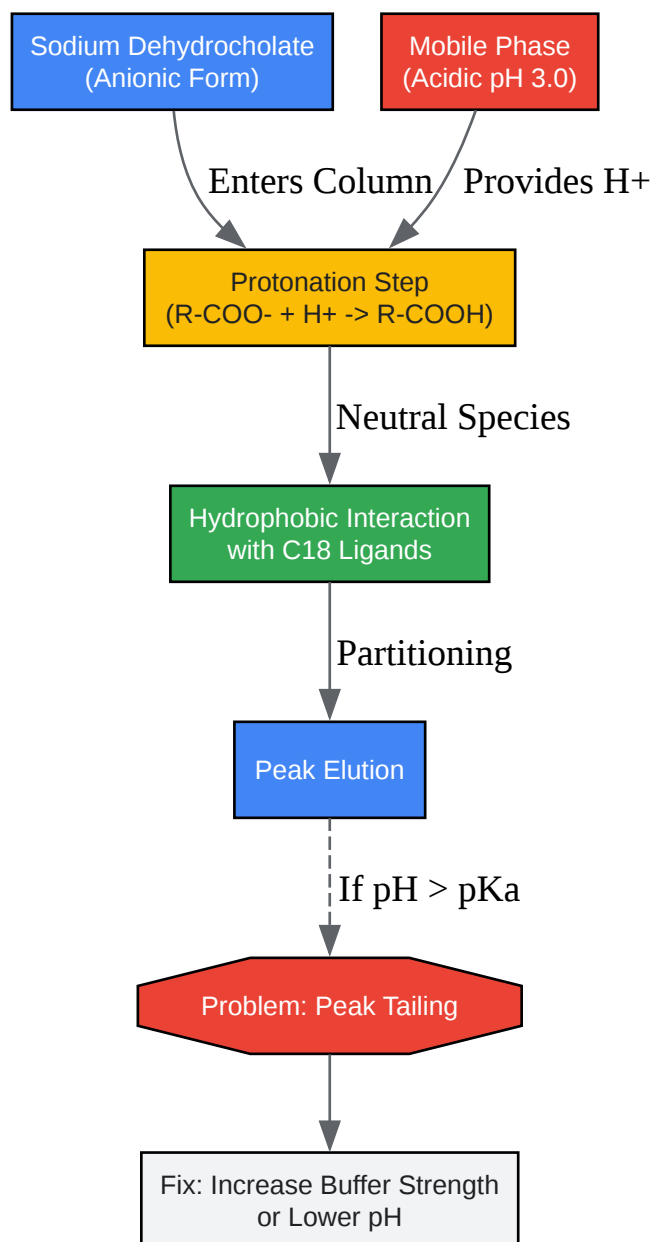 Sodium Dehydrocholate
(Anionic Form)
Mobile Phase
(Acidic pH 3.0)
Enters Column
Provides H+
Protonation Step
(R-COO- + H+ -> R-COOH)
Neutral Species
Hydrophobic Interaction
with C18 Ligands
Partitioning
Peak Elution
If pH > pKa
Problem: Peak Tailing
Fix: Increase Buffer Strength
or Lower pH